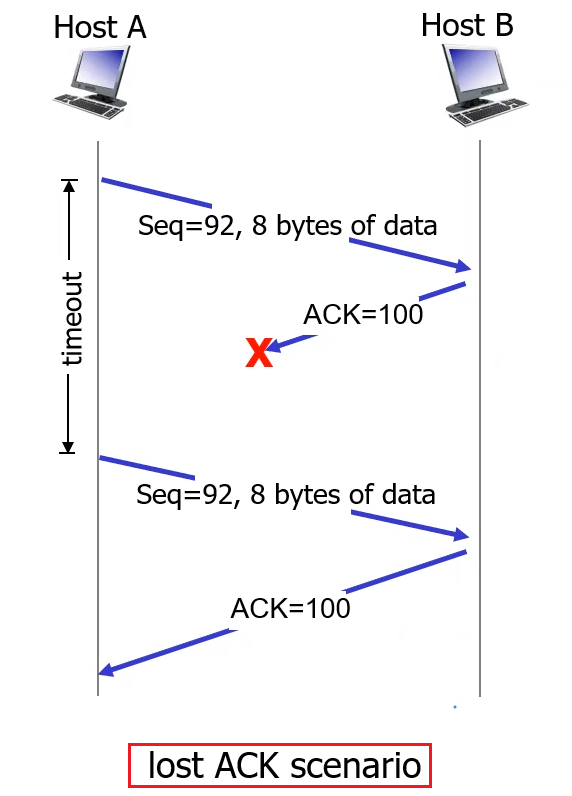 Host A
Host B
Seq=92, 8 bytes of data
ACK=100
X
timeout
Seq=92, 8 bytes of data
ACK=100
lost ACK scenario